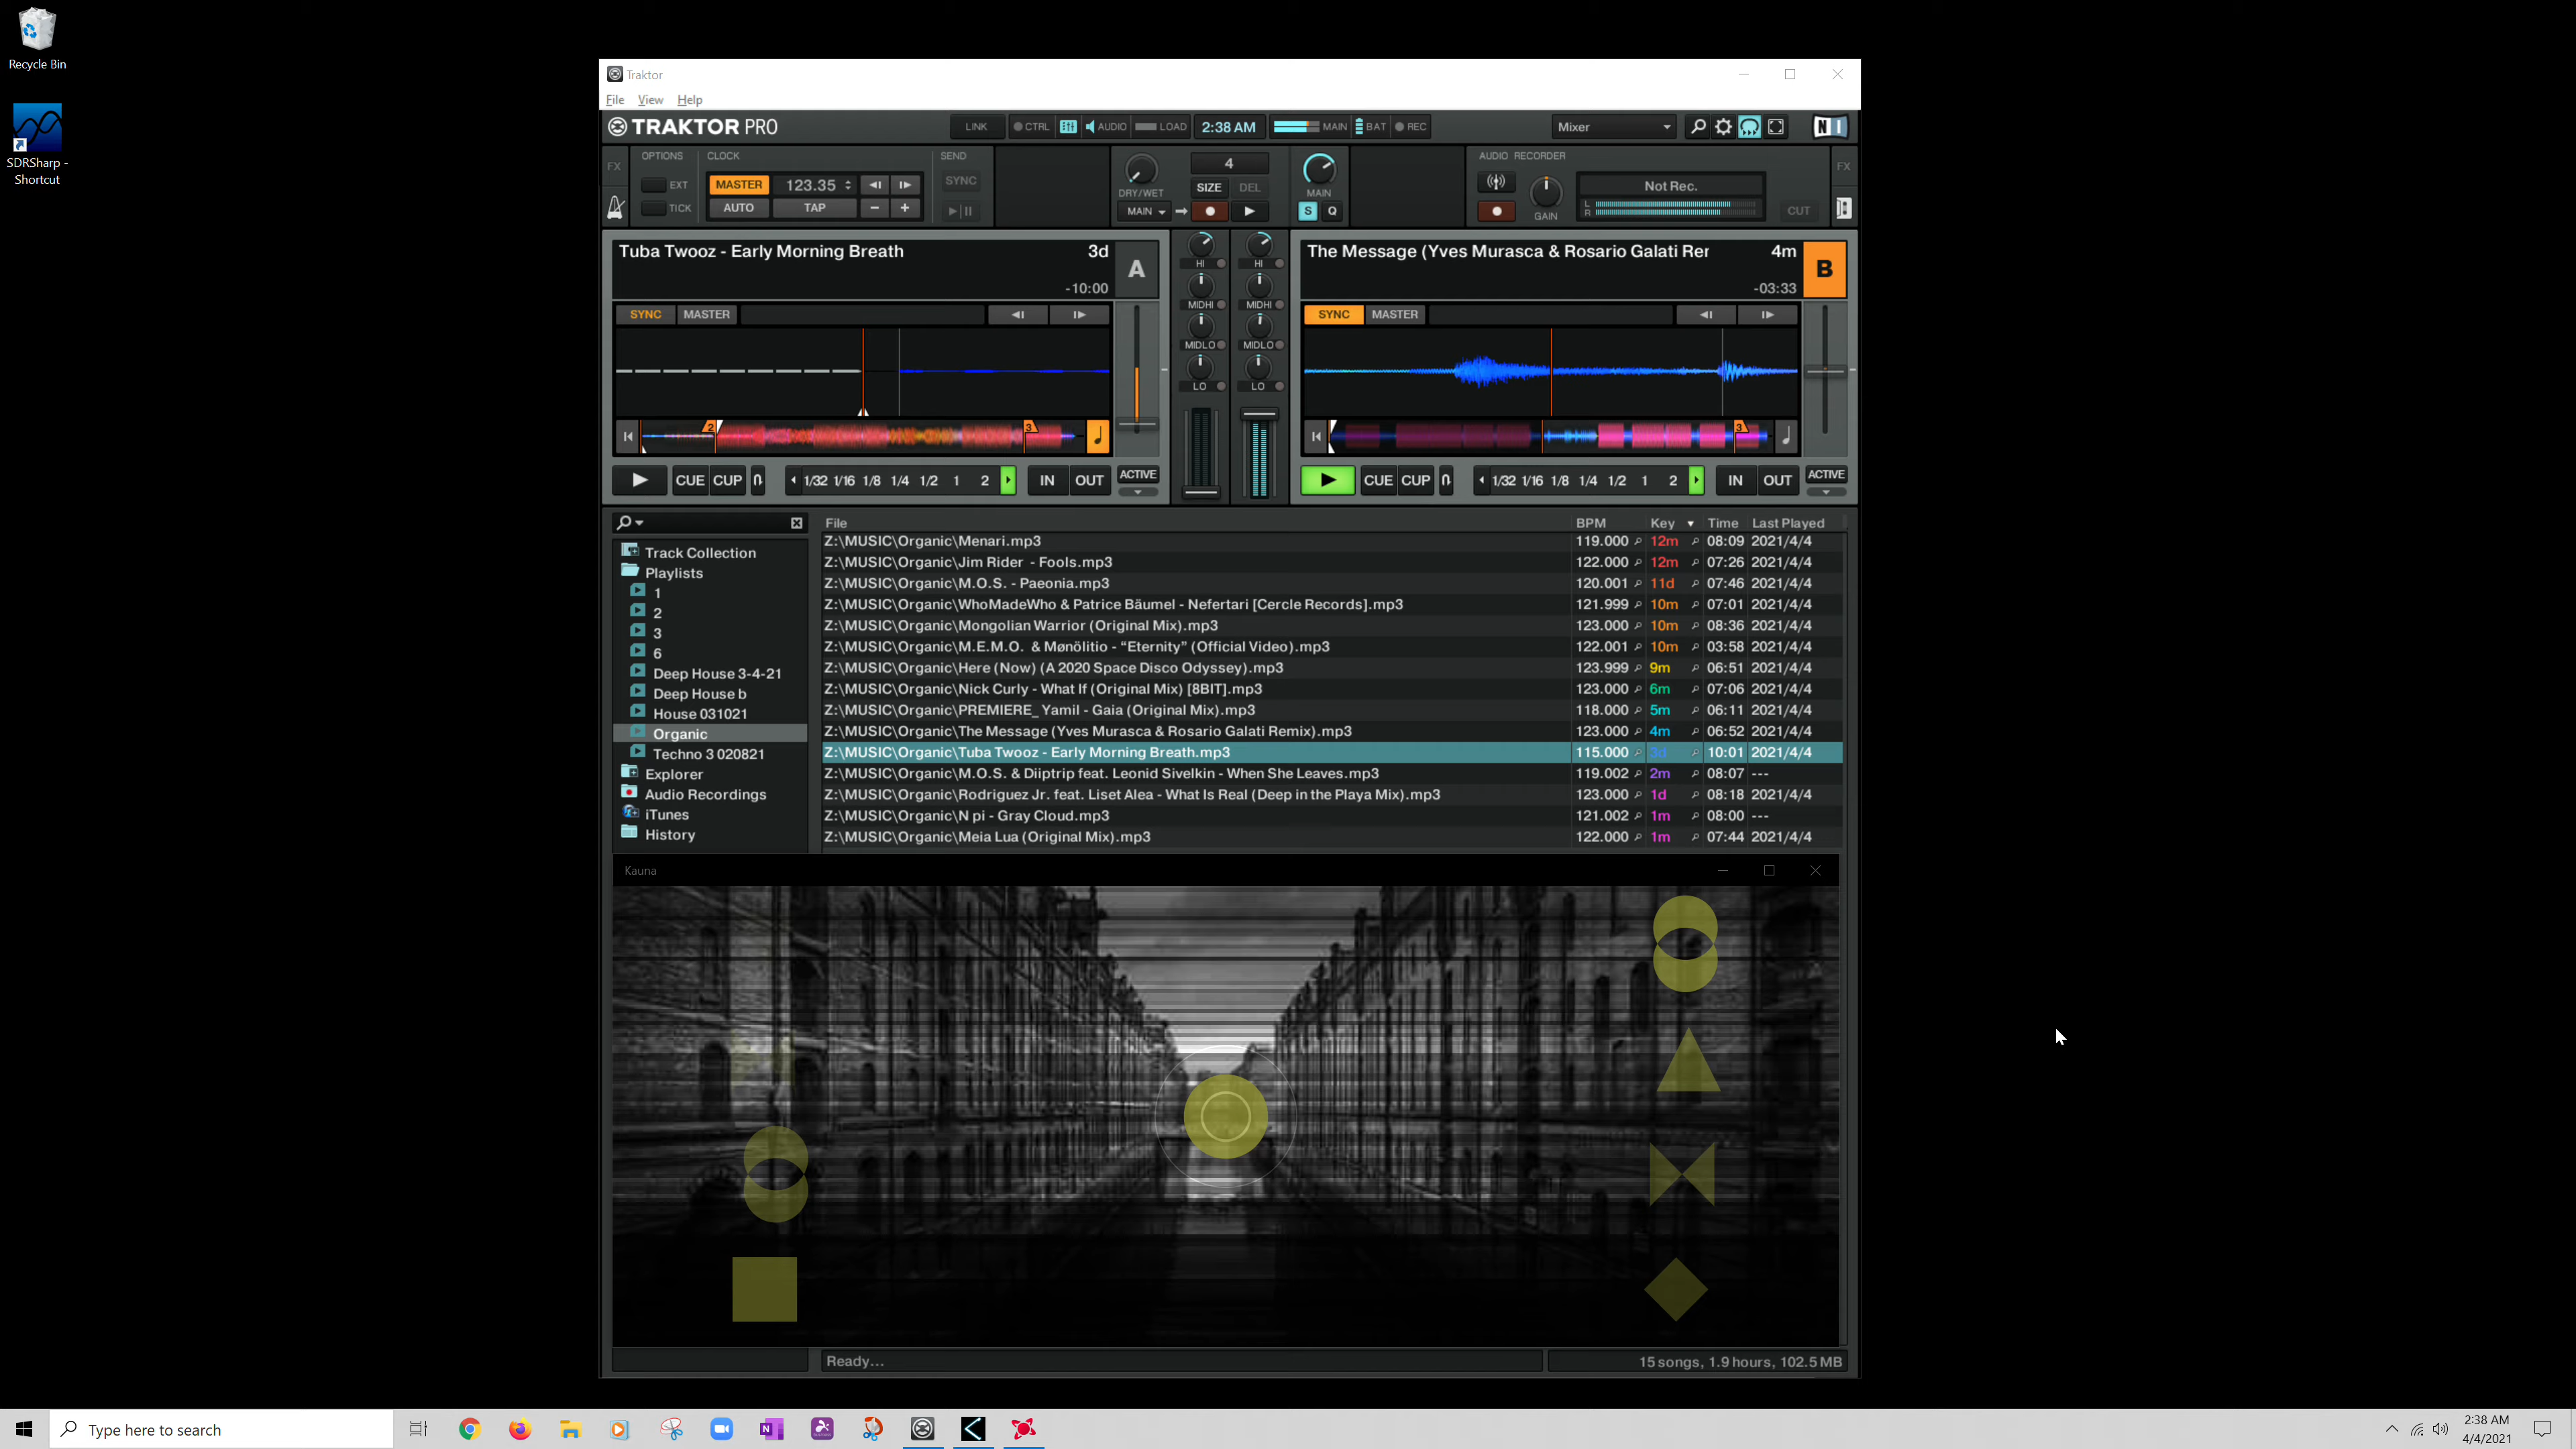 Recycle Bin
SDRSharp -
Shortcut
Traktor
File View Help
TRAKTOR PRO
LINK CTRL AUDIO LOAD 2:38 AM MAIN BAT REC Mixer NI
FX OPTIONS CLOCK SEND AUDIO RECORDER FX
EXT MASTER 123.35 SYNC 4 Not Rec.
TICK AUTO TAP - + DRY/WET SIZE DEL MAIN L R CUT
MAIN S Q GAIN
Tuba Twooz - Early Morning Breath 3d A
-10:00
SYNC MASTER
2 3
CUE CUP 1/32 1/16 1/8 1/4 1/2 1 2 IN OUT ACTIVE
HI HI
MIDHI MIDHI
MIDLO MIDLO
LO LO
The Message (Yves Murasca & Rosario Galati Rer 4m B
-03:33
SYNC MASTER
3
CUE CUP 1/32 1/16 1/8 1/4 1/2 1 2 IN OUT ACTIVE
Track Collection
Playlists
1
2
3
6
Deep House 3-4-21
Deep House b
House 031021
Organic
Techno 3 020821
Explorer
Audio Recordings
iTunes
History
File BPM Key Time Last Played
Z:\MUSIC\Organic\Menari.mp3 119.000 12m 08:09 2021/4/4
Z:\MUSIC\Organic\Jim Rider - Fools.mp3 122.000 12m 07:26 2021/4/4
Z:\MUSIC\Organic\M.O.S. - Paeonia.mp3 120.001 11d 07:46 2021/4/4
Z:\MUSIC\Organic\WhoMadeWho & Patrice Bäumel - Nefertari [Cercle Records].mp3 121.999 10m 07:01 2021/4/4
Z:\MUSIC\Organic\Mongolian Warrior (Original Mix).mp3 123.000 10m 08:36 2021/4/4
Z:\MUSIC\Organic\M.E.M.O. & Mønölitio - “Eternity” (Official Video).mp3 122.001 10m 03:58 2021/4/4
Z:\MUSIC\Organic\Here (Now) (A 2020 Space Disco Odyssey).mp3 123.999 9m 06:51 2021/4/4
Z:\MUSIC\Organic\Nick Curly - What If (Original Mix) [8BIT].mp3 123.000 6m 07:06 2021/4/4
Z:\MUSIC\Organic\PREMIERE_ Yamil - Gaia (Original Mix).mp3 118.000 5m 06:11 2021/4/4
Z:\MUSIC\Organic\The Message (Yves Murasca & Rosario Galati Remix).mp3 123.000 4m 06:52 2021/4/4
Z:\MUSIC\Organic\Tuba Twooz - Early Morning Breath.mp3 115.000 3d 10:01 2021/4/4
Z:\MUSIC\Organic\M.O.S. & Diiptrip feat. Leonid Sivelkin - When She Leaves.mp3 119.002 2m 08:07 ---
Z:\MUSIC\Organic\Rodriguez Jr. feat. Liset Alea - What Is Real (Deep in the Playa Mix).mp3 123.000 1d 08:18 2021/4/4
Z:\MUSIC\Organic\N pi - Gray Cloud.mp3 121.002 1m 08:00 ---
Z:\MUSIC\Organic\Meia Lua (Original Mix).mp3 122.000 1m 07:44 2021/4/4
Kauna
Ready... 15 songs, 1.9 hours, 102.5 MB
Type here to search
2:38 AM
4/4/2021